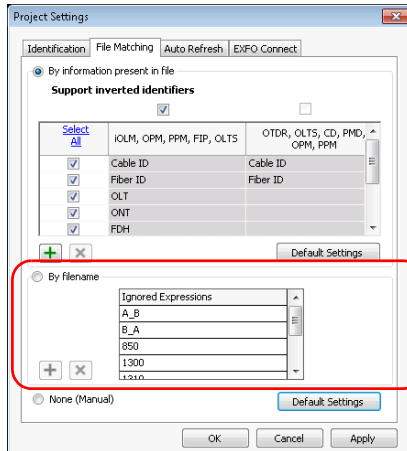 Project Settings
Identification File Matching Auto Refresh EXFO Connect
By information present in file
Support inverted identifiers
Select All iOLM, OPM, PPM, FIP, OLTS OTDR, OLTS, CD, PMD, OPM, PPM
Cable ID Cable ID
Fiber ID Fiber ID
OLT
ONT
FDH
Default Settings
By filename
Ignored Expressions
A_B
B_A
850
1300
1310
None (Manual) Default Settings
OK Cancel Apply